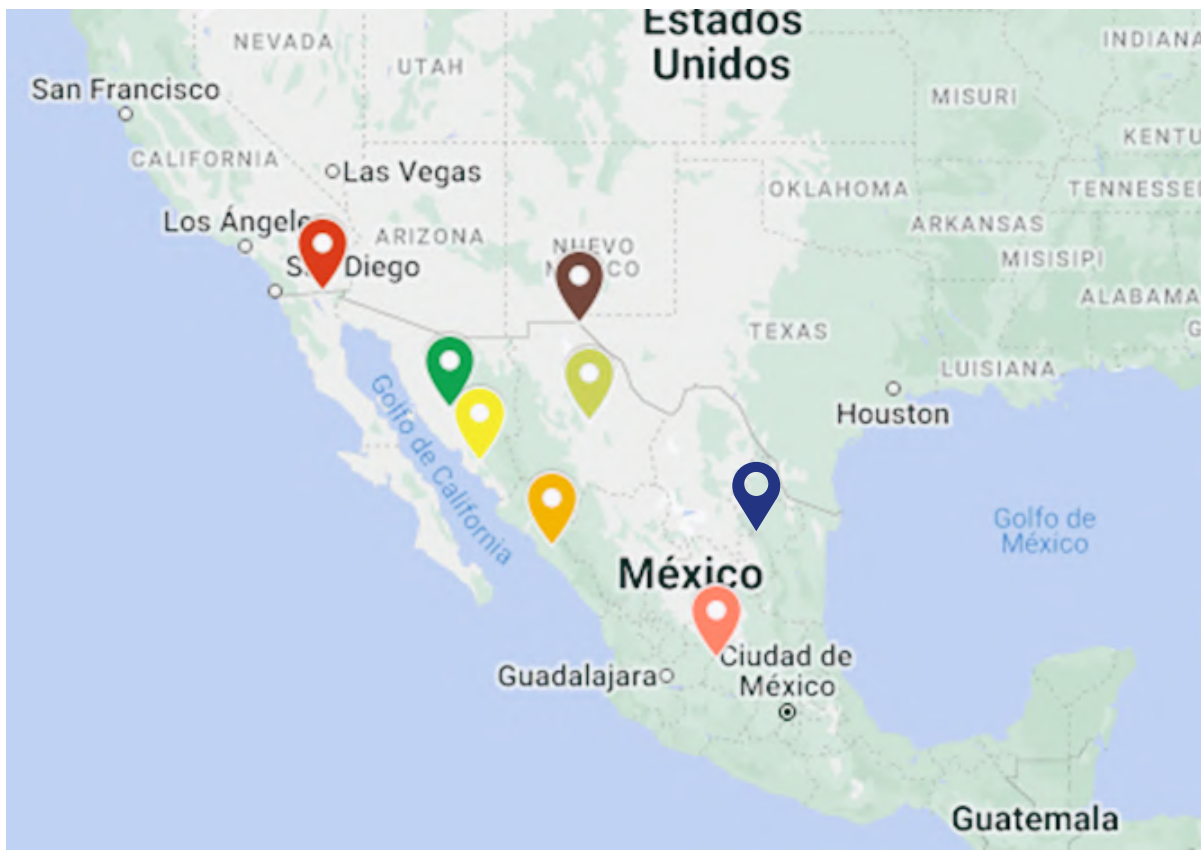 Estados
Unidos
NEVADA
UTAH
INDIANA
San Francisco
MISURI
KENTU
CALIFORNIA
Las Vegas
OKLAHOMA
TENNESSEE
Los Ángele
ARIZONA
NUEVO
ARKANSAS
MISISIPI
Diego
ALABAMA
TEXAS
LUISIANA
Houston
Golfo de California
Golfo de
México
México
Ciudad de
México
Guadalajara
Guatemala